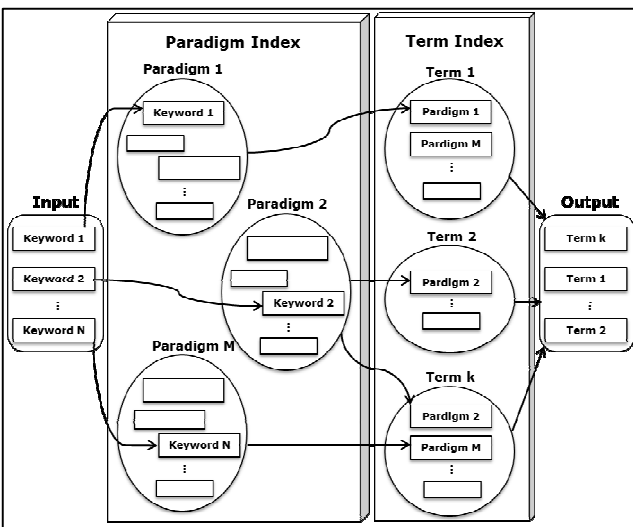 Paradigm Index
Term Index
Paradigm 1
Keyword 1
⋮
Term 1
Pardigm 1
Pardigm M
⋮
Input
Keyword 1
Keyword 2
⋮
Keyword N
Paradigm 2
Keyword 2
⋮
Term 2
Pardigm 2
⋮
Output
Term k
Term 1
⋮
Term 2
Paradigm M
Keyword N
⋮
Term k
Pardigm 2
Pardigm M
⋮